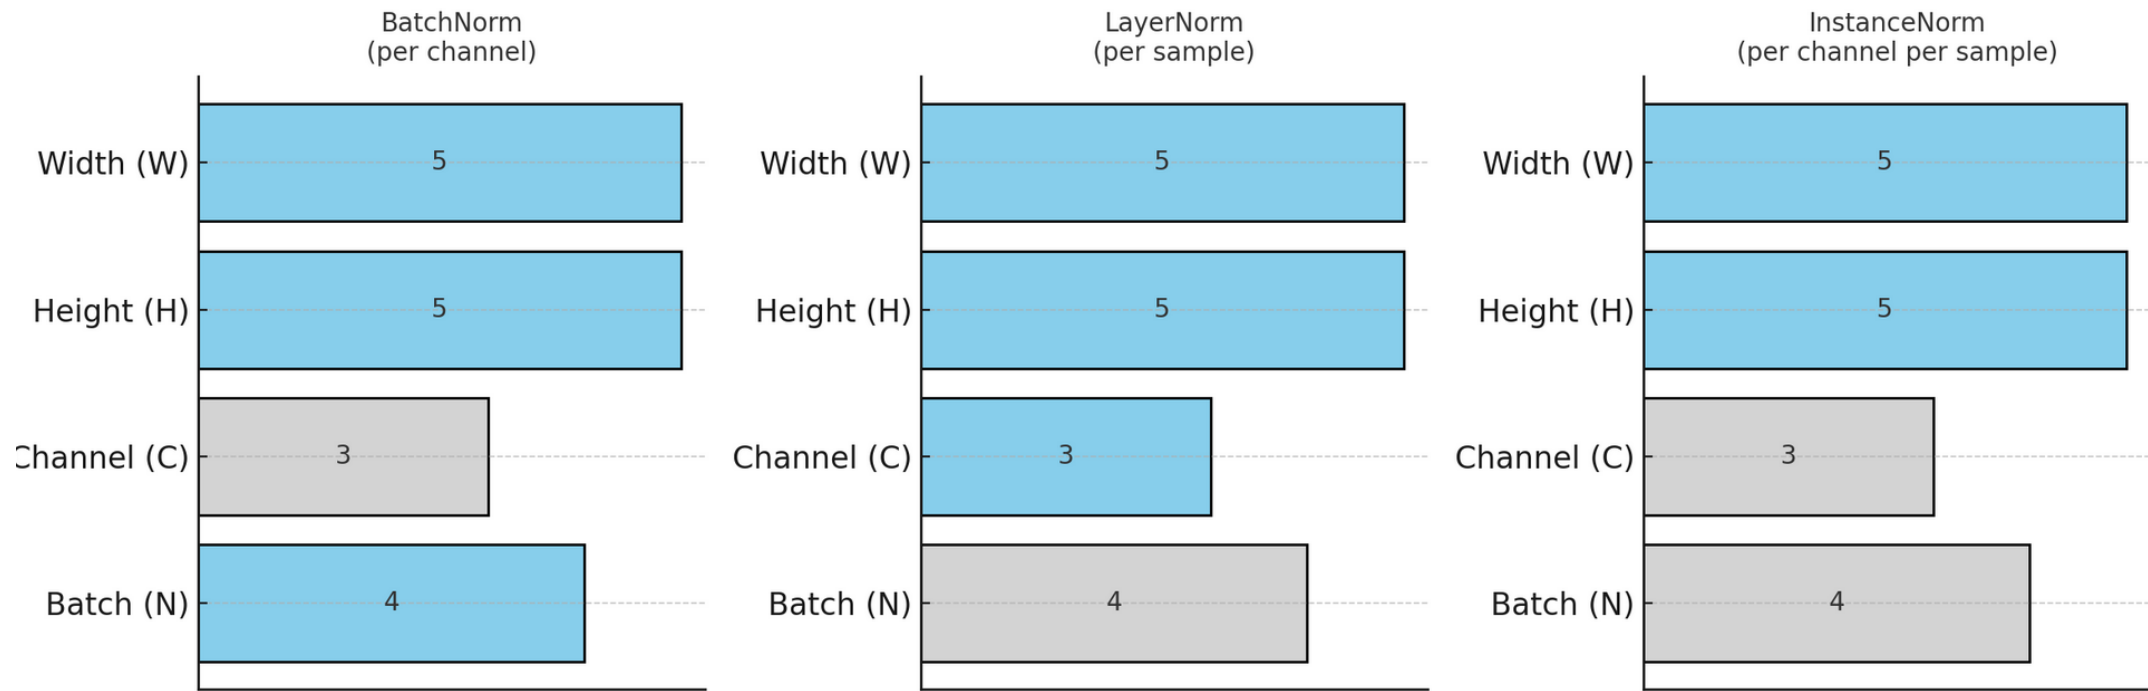 BatchNorm
(per channel)
Width (W)
5
Height (H)
5
Channel (C)
3
Batch (N)
4
LayerNorm
(per sample)
Width (W)
5
Height (H)
5
Channel (C)
3
Batch (N)
4
InstanceNorm
(per channel per sample)
Width (W)
5
Height (H)
5
Channel (C)
3
Batch (N)
4